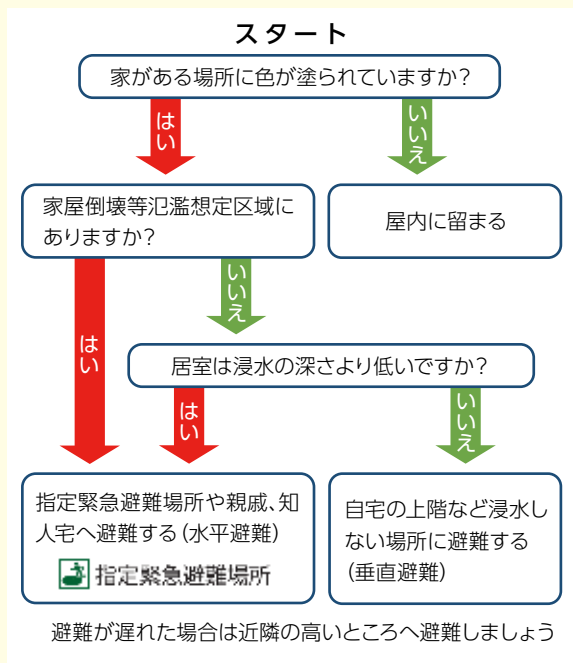 スタート
家がある場所に色が塗られていますか？
はい
いいえ
家屋倒壊等氾濫想定区域に
ありますか？
屋内に留まる
はい
いいえ
居室は浸水の深さより低いですか？
はい
いいえ
指定緊急避難場所や親戚、知
人宅へ避難する（水平避難）
指定緊急避難場所
自宅の上階など浸水し
ない場所に避難する
（垂直避難）
避難が遅れた場合は近隣の高いところへ避難しましょう